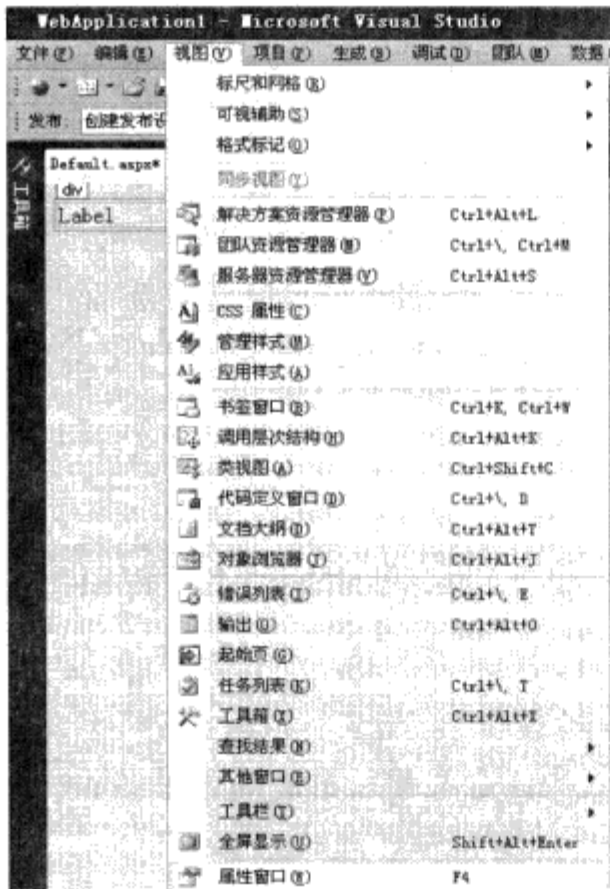 WebApplication1 - Microsoft Visual Studio
文件(F) 编辑(E) 视图(V) 项目(P) 生成(B) 调试(D) 团队(M) 数据
标尺和网格(R)
发布: 创建发布设
可视辅助(S)
格式标记(O)
Default.aspx*
同步视图(Y)
工具箱
div
Label
解决方案资源管理器(P) Ctrl+Alt+L
团队资源管理器(M) Ctrl+\, Ctrl+M
服务器资源管理器(V) Ctrl+Alt+S
CSS 属性(C)
管理样式(M)
应用样式(A)
书签窗口(B) Ctrl+K, Ctrl+W
调用层次结构(H) Ctrl+Alt+K
类视图(A) Ctrl+Shift+C
代码定义窗口(D) Ctrl+\, D
文档大纲(D) Ctrl+Alt+T
对象浏览器(J) Ctrl+Alt+J
错误列表(I) Ctrl+\, E
输出(O) Ctrl+Alt+O
起始页(G)
任务列表(K) Ctrl+\, T
工具箱(X) Ctrl+Alt+X
查找结果(N)
其他窗口(E)
工具栏(T)
全屏显示(U) Shift+Alt+Enter
属性窗口(W) F4